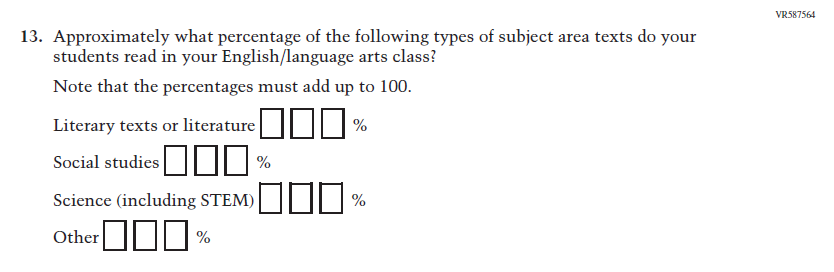 VR587564
13. Approximately what percentage of the following types of subject area texts do your
students read in your English/language arts class?
Note that the percentages must add up to 100.
Literary texts or literature %
Social studies %
Science (including STEM) %
Other %